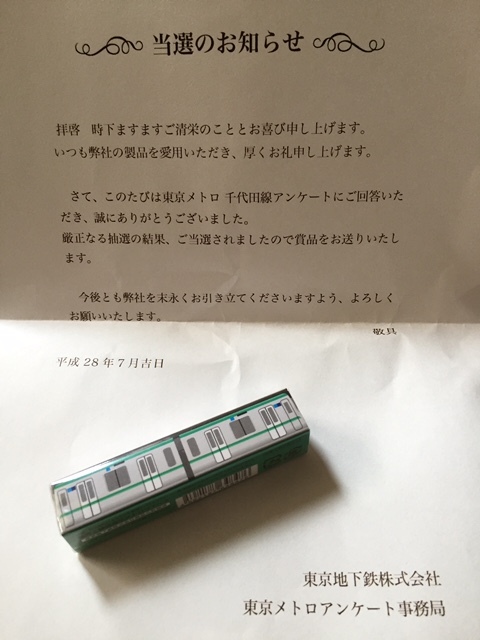 当選のお知らせ
拝啓　時下ますますご清栄のこととお喜び申し上げます。
いつも弊社の製品を愛用いただき、厚くお礼申し上げます。
さて、このたびは東京メトロ 千代田線アンケートにご回答いた
だき、誠にありがとうございました。
厳正なる抽選の結果、ご当選されましたので賞品をお送りいたし
ます。
今後とも弊社を末永くお引き立てくださいますよう、よろしく
お願いいたします。
敬具
平成 28 年 7 月吉日
東京地下鉄株式会社
東京メトロアンケート事務局